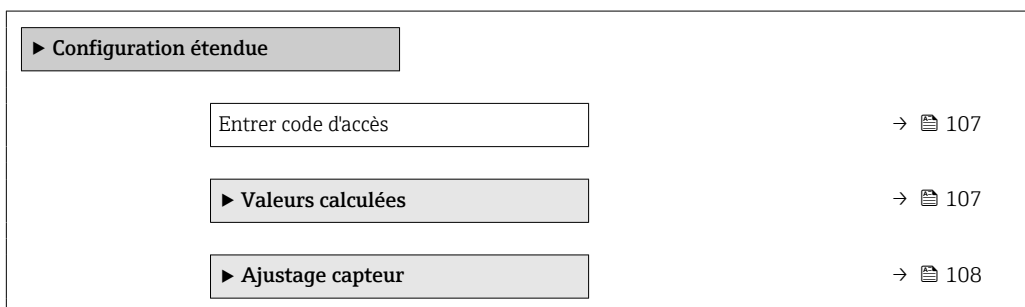 ▶ Configuration étendue
Entrer code d'accès → 🖹 107
▶ Valeurs calculées → 🖹 107
▶ Ajustage capteur → 🖹 108